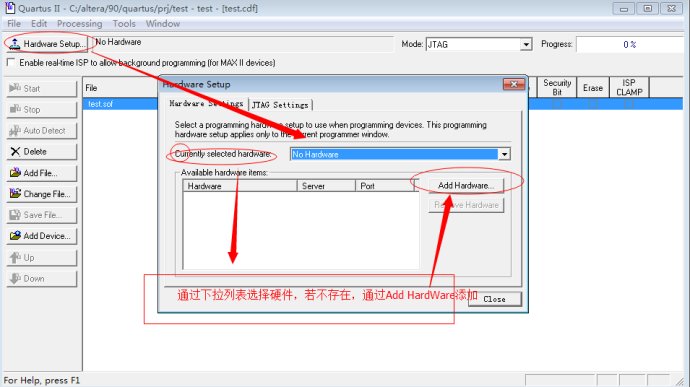 Quartus II - C:/altera/90/quartus/prj/test - test - [test.cdf]
File Edit Processing Tools Window
Hardware Setup... No Hardware Mode: JTAG Progress: 0 %
Enable real-time ISP to allow background programming (for MAX II devices)
Start
Stop
Auto Detect
Delete
Add File...
Change File...
Save File...
Add Device...
Up
Down
File Security Bit Erase ISP CLAMP
test.sof
Hardware Setup
Hardware Settings JTAG Settings
Select a programming hardware setup to use when programming devices. This programming
hardware setup applies only to the current programmer window.
Currently selected hardware: No Hardware
Available hardware items:
Hardware Server Port
Add Hardware...
Remove Hardware
通过下拉列表选择硬件，若不存在，通过Add HardWare添加
Close
For Help, press F1